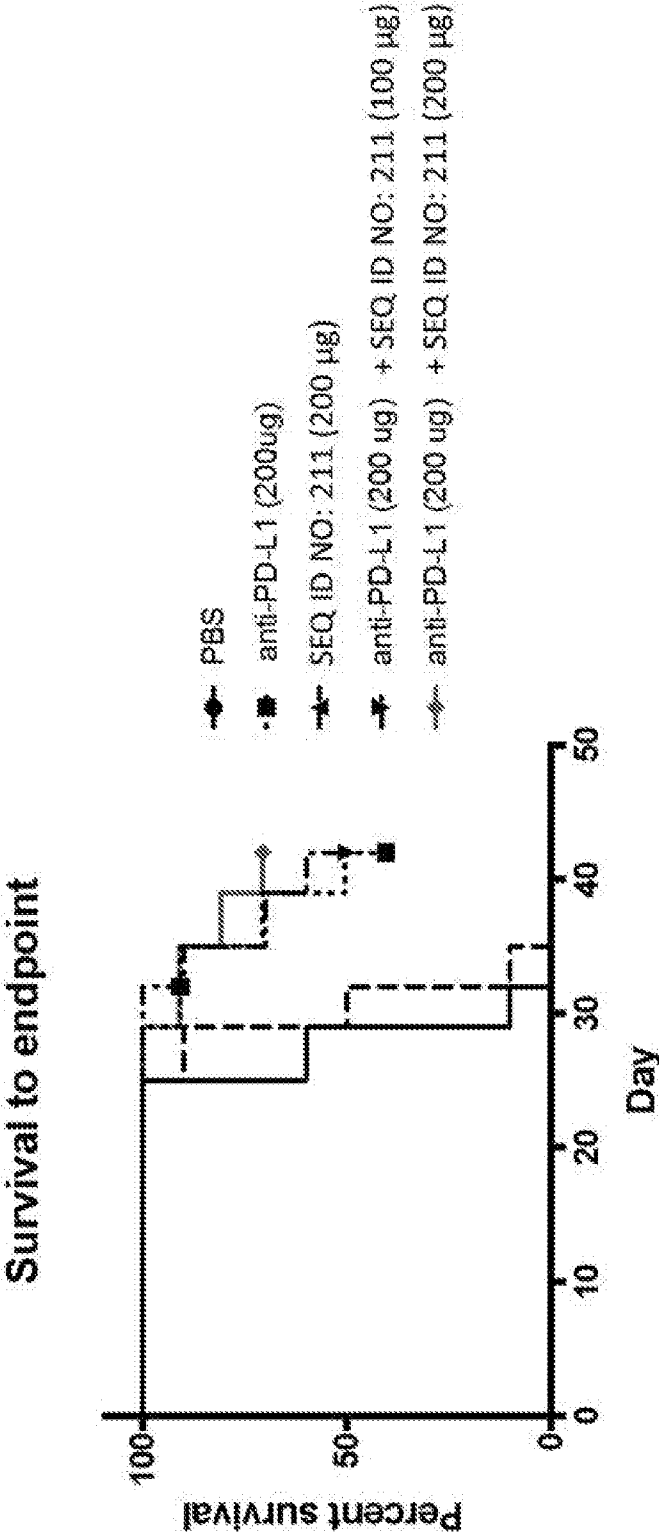 Survival to endpoint
Percent survival
100
50
0
0
10
20
30
40
50
Day
PBS
anti-PD-L1 (200ug)
SEQ ID NO: 211 (200 µg)
anti-PD-L1 (200 ug) + SEQ ID NO: 211 (100 µg)
anti-PD-L1 (200 ug) + SEQ ID NO: 211 (200 µg)